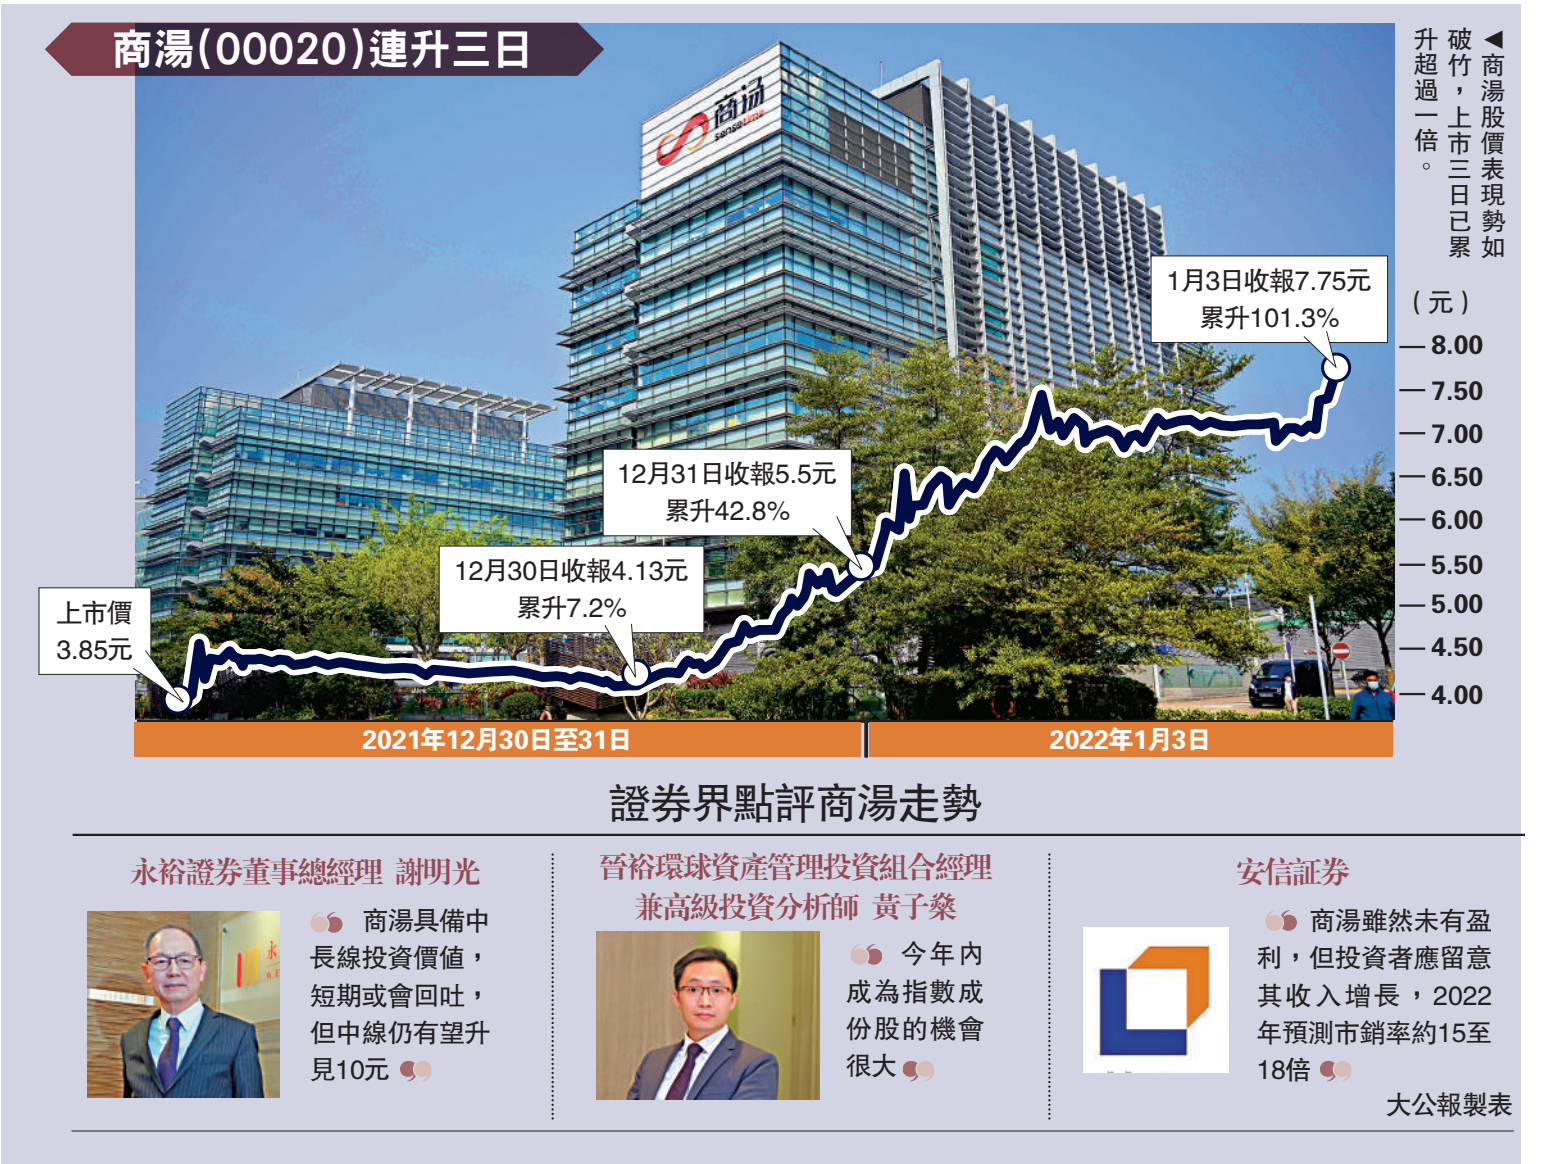 商湯(00020)連升三日
◀商湯股價表現勢如
破竹，上市三日已累
升超過一倍。
商汤
sensetime
（元）
8.00
7.50
7.00
6.50
6.00
5.50
5.00
4.50
4.00
上市價
3.85元
12月30日收報4.13元
累升7.2%
12月31日收報5.5元
累升42.8%
1月3日收報7.75元
累升101.3%
2021年12月30日至31日
2022年1月3日
證券界點評商湯走勢
永裕證券董事總經理 謝明光
商湯具備中
長線投資價值，
短期或會回吐，
但中線仍有望升
見10元
永
晉裕環球資產管理投資組合經理
兼高級投資分析師 黃子燊
今年內
成為指數成
份股的機會
很大
安信証券
商湯雖然未有盈
利，但投資者應留意
其收入增長，2022
年預測市銷率約15至
18倍
大公報製表